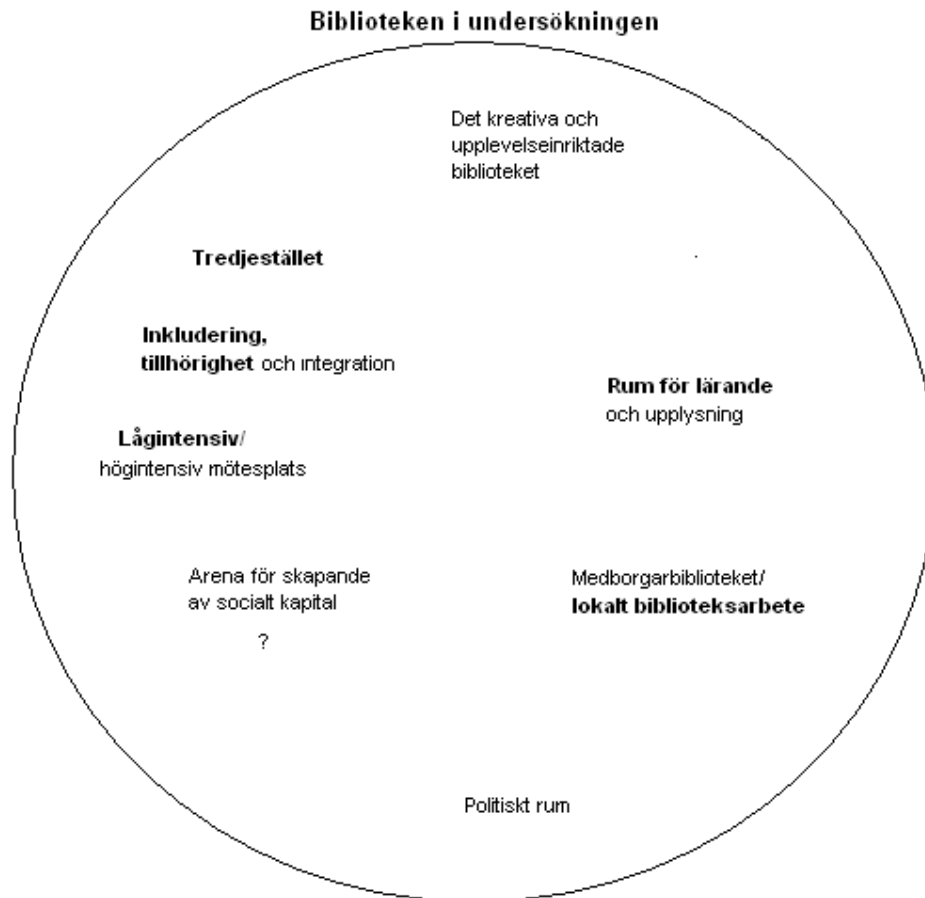 Biblioteken i undersökningen
Det kreativa och
upplevelseinriktade
biblioteket
Tredjestället
Inkludering,
tillhörighet och integration
Rum för lärande
och upplysning
Lågintensiv/
högintensiv mötesplats
Arena för skapande
av socialt kapital
?
Medborgarbiblioteket/
lokalt biblioteksarbete
Politiskt rum